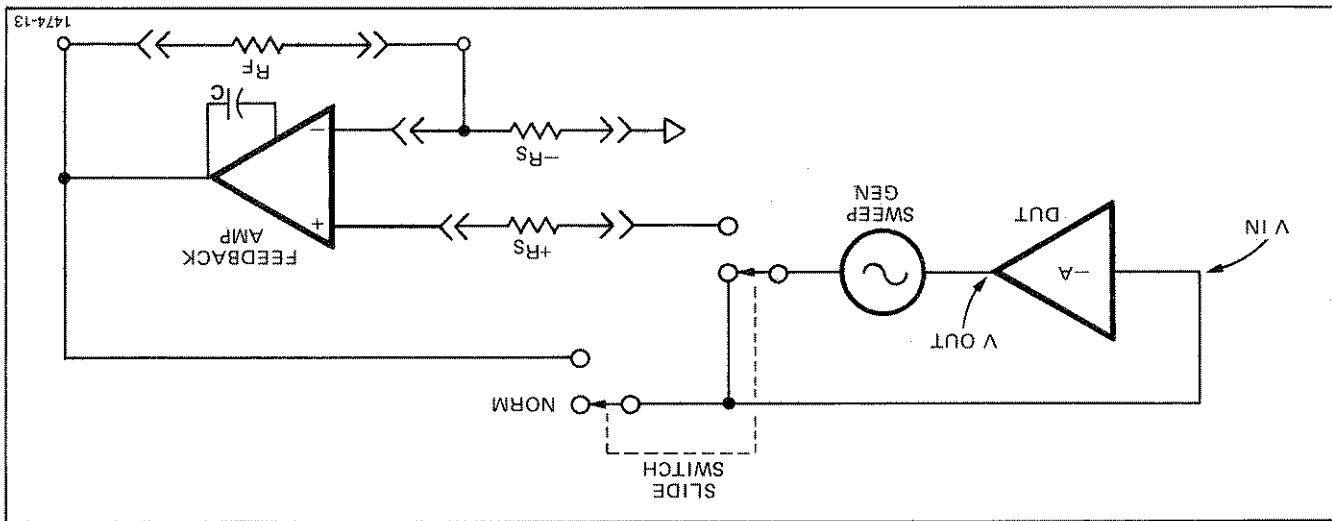 SLIDE
SWITCH
NORM
V OUT
V IN
−A
DUT
SWEEP
GEN
+RS
FEEDBACK
AMP
+
−
−RS
C
RF
1474-13